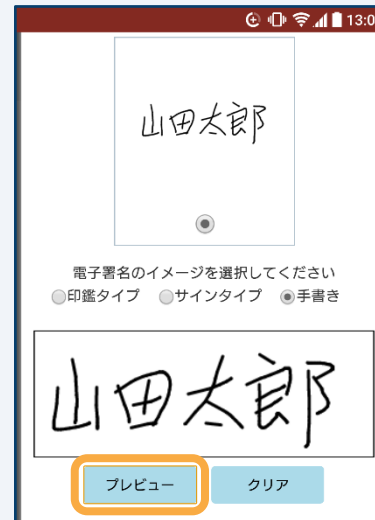 13:0
山田太郎
電子署名のイメージを選択してください
印鑑タイプ サインタイプ 手書き
山田太郎
プレビュー クリア